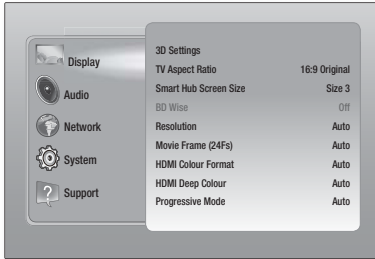 Display
Audio
Network
System
Support
3D Settings
TV Aspect Ratio 16:9 Original
Smart Hub Screen Size Size 3
BD Wise Off
Resolution Auto
Movie Frame (24Fs) Auto
HDMI Colour Format Auto
HDMI Deep Colour Auto
Progressive Mode Auto